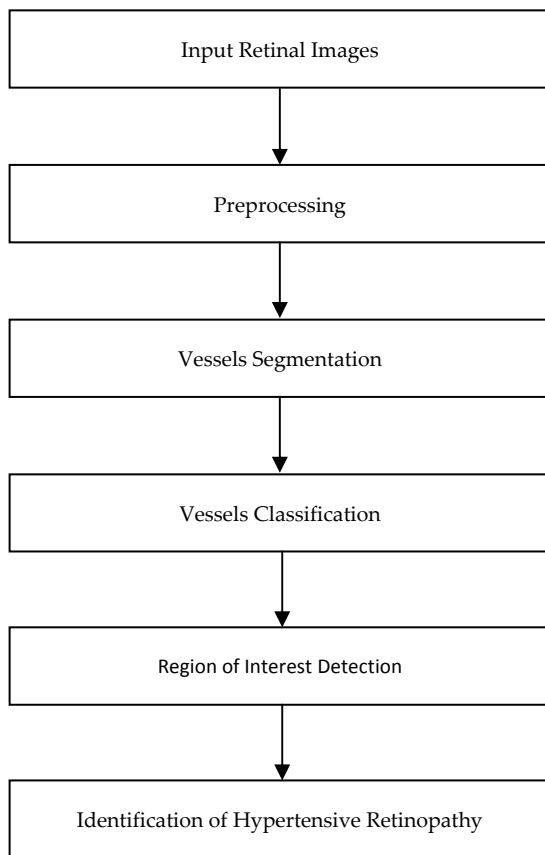 Input Retinal Images
Preprocessing
Vessels Segmentation
Vessels Classification
Region of Interest Detection
Identification of Hypertensive Retinopathy